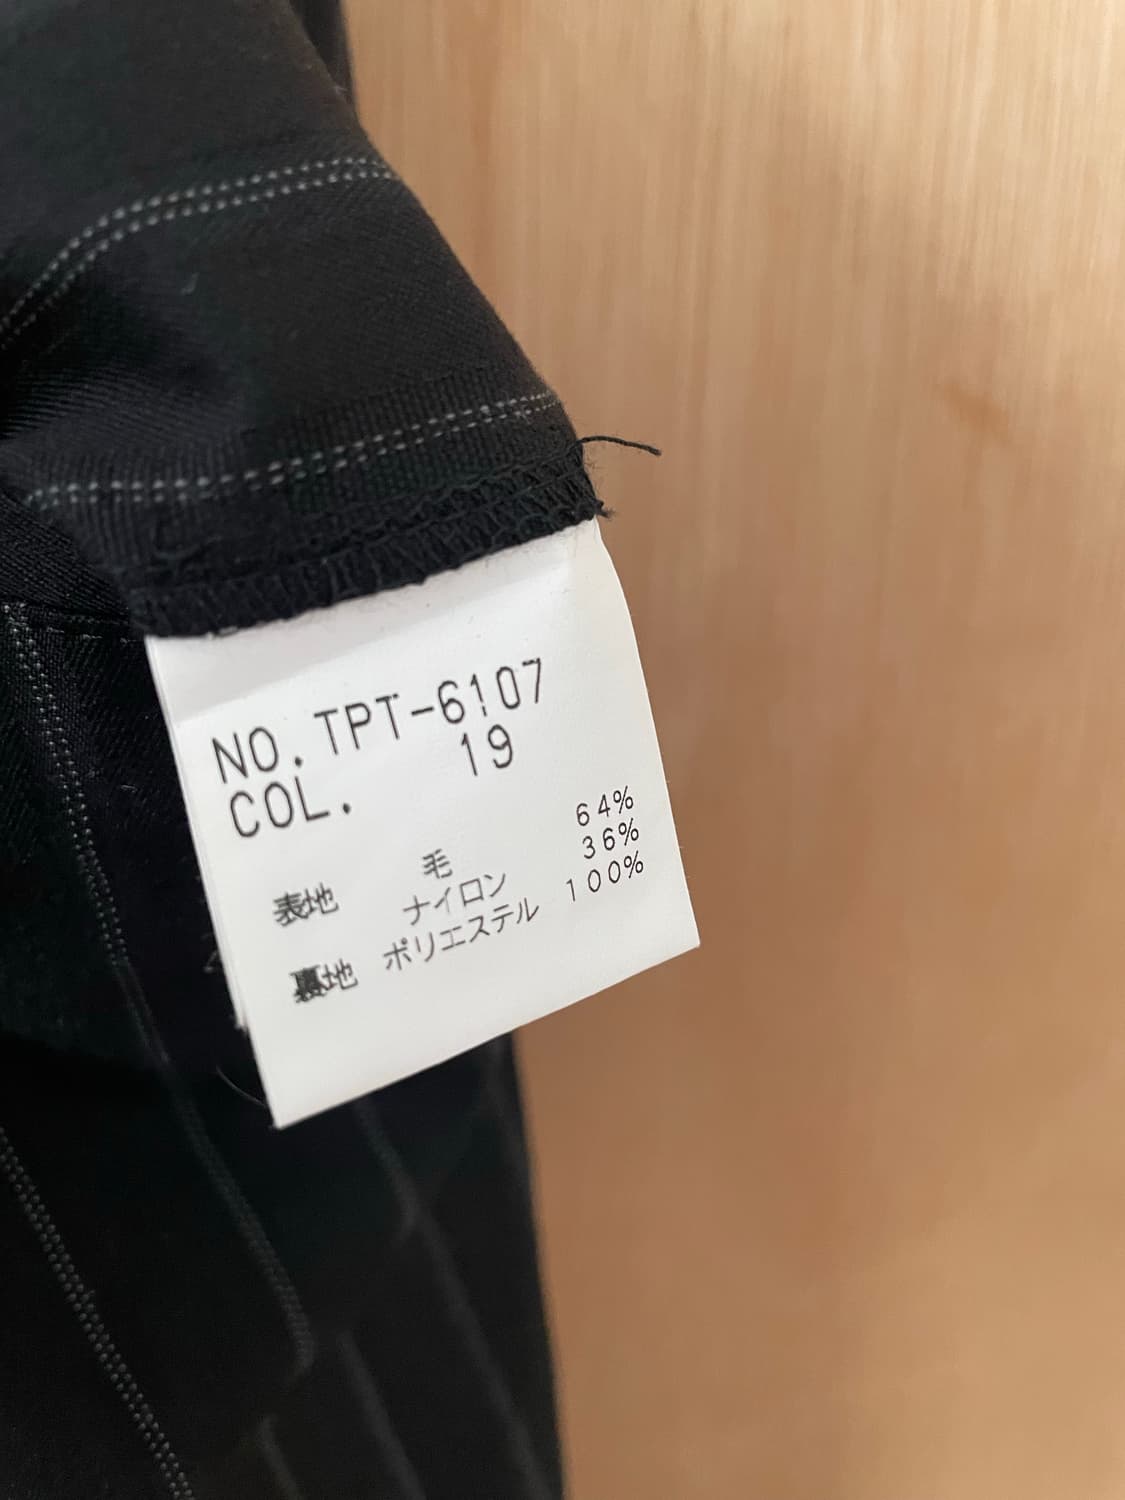 NO.TPT-6107
COL. 19
表地 毛 64%
ナイロン 36%
裏地 ポリエステル 100%